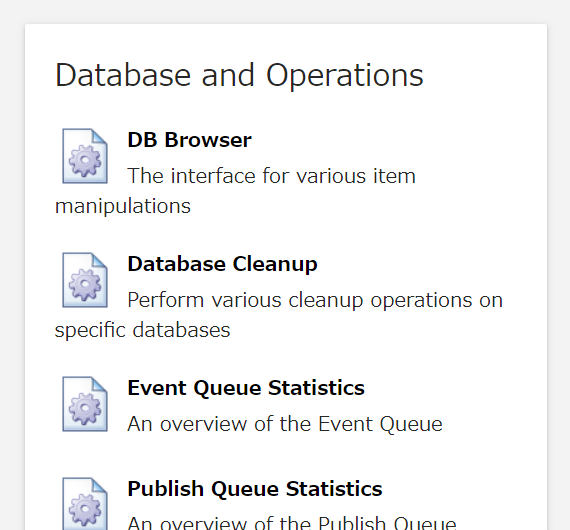 Database and Operations
DB Browser
The interface for various item
manipulations
Database Cleanup
Perform various cleanup operations on
specific databases
Event Queue Statistics
An overview of the Event Queue
Publish Queue Statistics
An overview of the Publish Queue